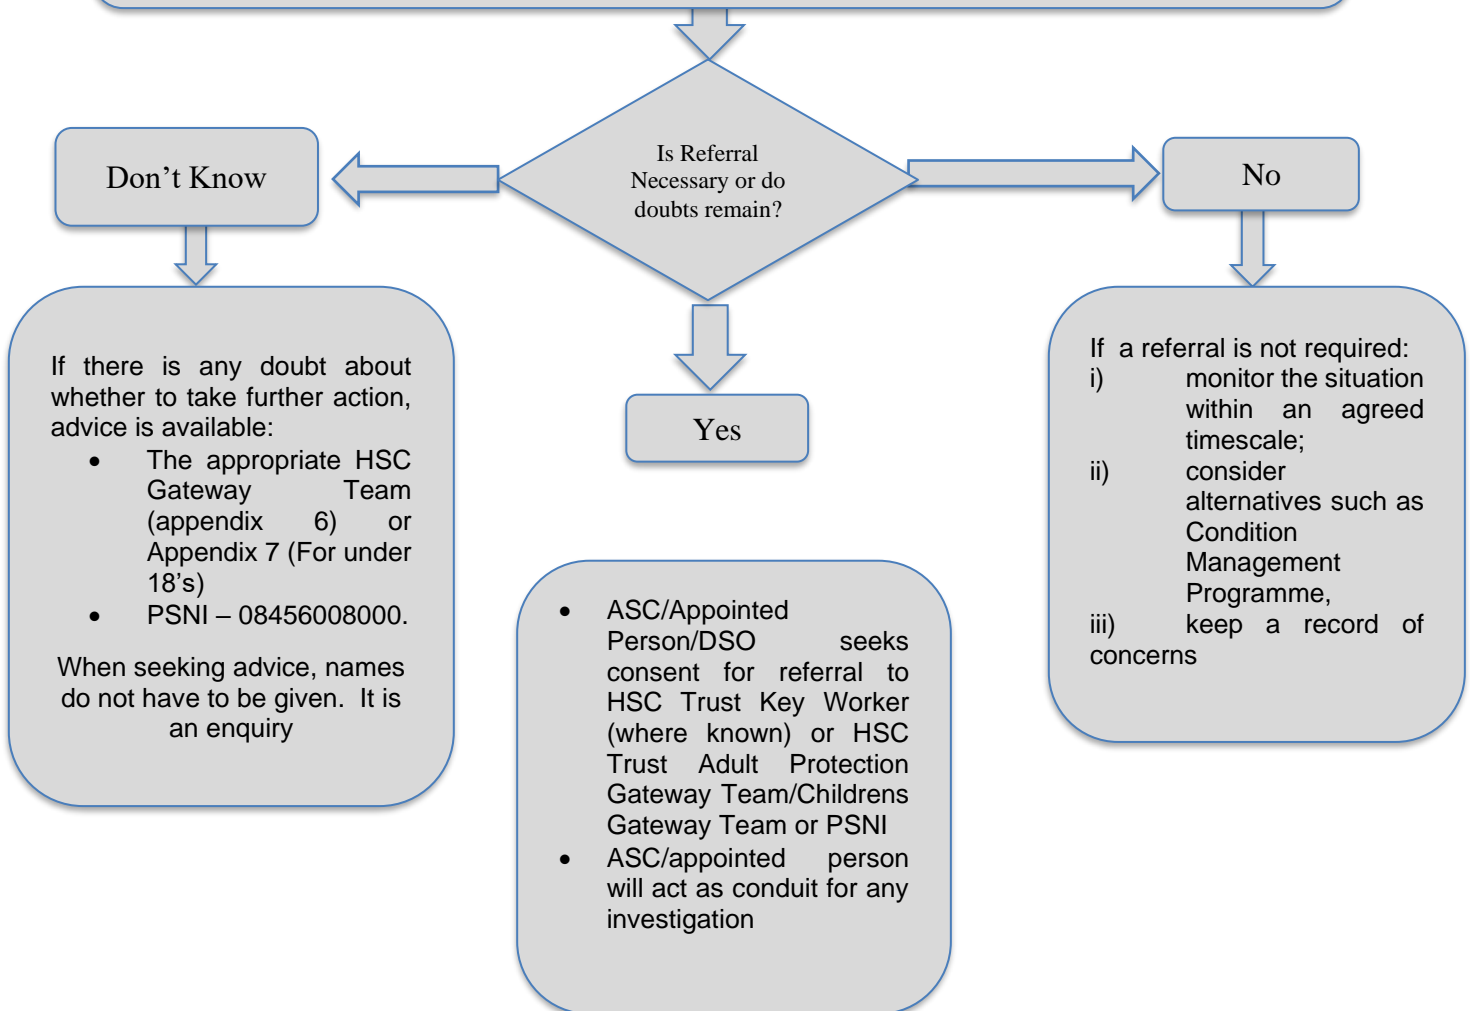 Is Referral
Necessary or do
doubts remain?
Don’t Know
No
Yes
If there is any doubt about
whether to take further action,
advice is available:
• The appropriate HSC
Gateway Team
(appendix 6) or
Appendix 7 (For under
18’s)
• PSNI – 08456008000.
When seeking advice, names
do not have to be given. It is
an enquiry
• ASC/Appointed
Person/DSO seeks
consent for referral to
HSC Trust Key Worker
(where known) or HSC
Trust Adult Protection
Gateway Team/Childrens
Gateway Team or PSNI
• ASC/appointed person
will act as conduit for any
investigation
If a referral is not required:
i) monitor the situation
within an agreed
timescale;
ii) consider
alternatives such as
Condition
Management
Programme,
iii) keep a record of
concerns